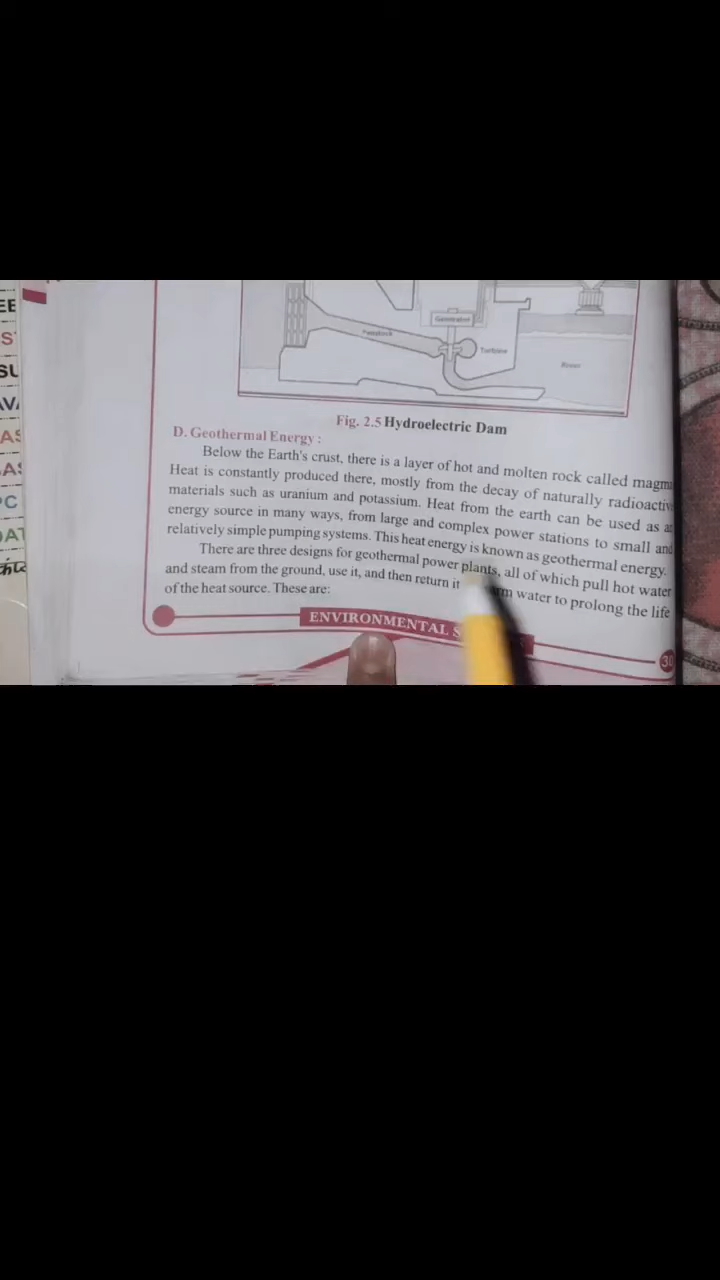 Generator
Penstock
Turbine
River
Fig. 2.5 Hydroelectric Dam
D. Geothermal Energy :
Below the Earth's crust, there is a layer of hot and molten rock called magm
Heat is constantly produced there, mostly from the decay of naturally radioactiv
materials such as uranium and potassium. Heat from the earth can be used as a
energy source in many ways, from large and complex power stations to small and
relatively simple pumping systems. This heat energy is known as geothermal energy.
There are three designs for geothermal power plants, all of which pull hot water
and steam from the ground, use it, and then return it rm water to prolong the life
of the heat source. These are:
ENVIRONMENTAL S